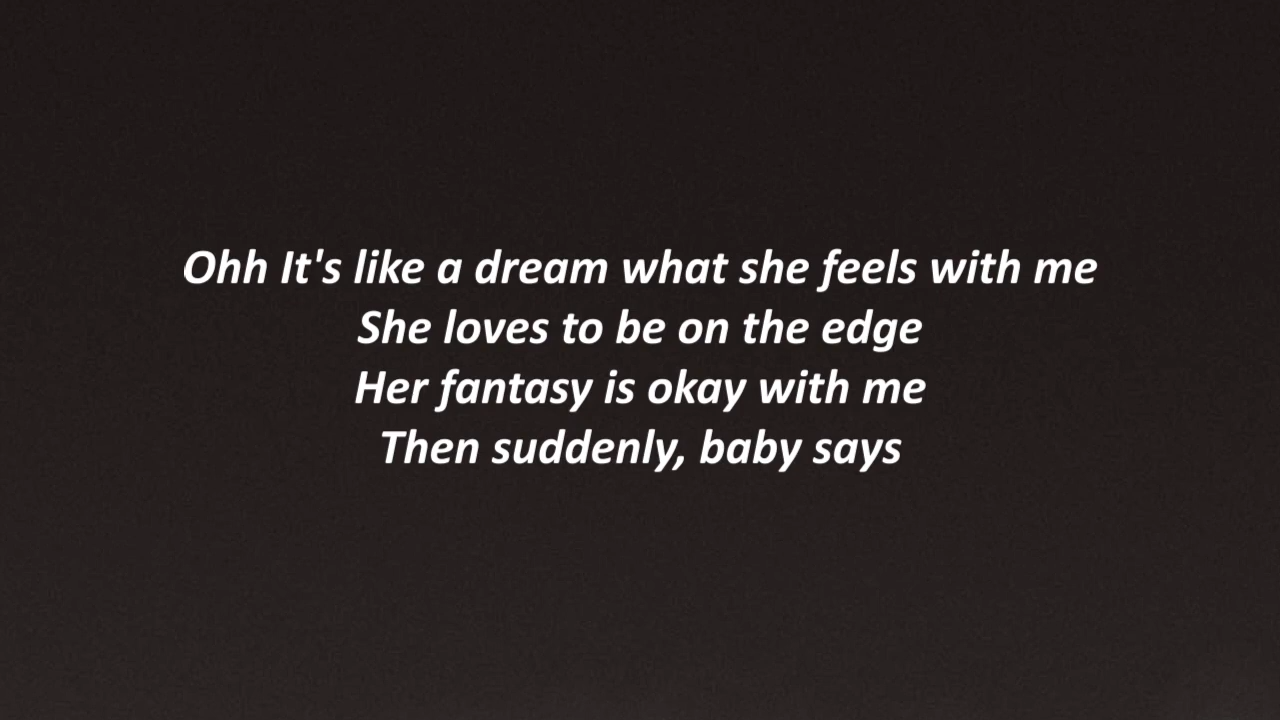 Ohh It's like a dream what she feels with me
She loves to be on the edge
Her fantasy is okay with me
Then suddenly, baby says